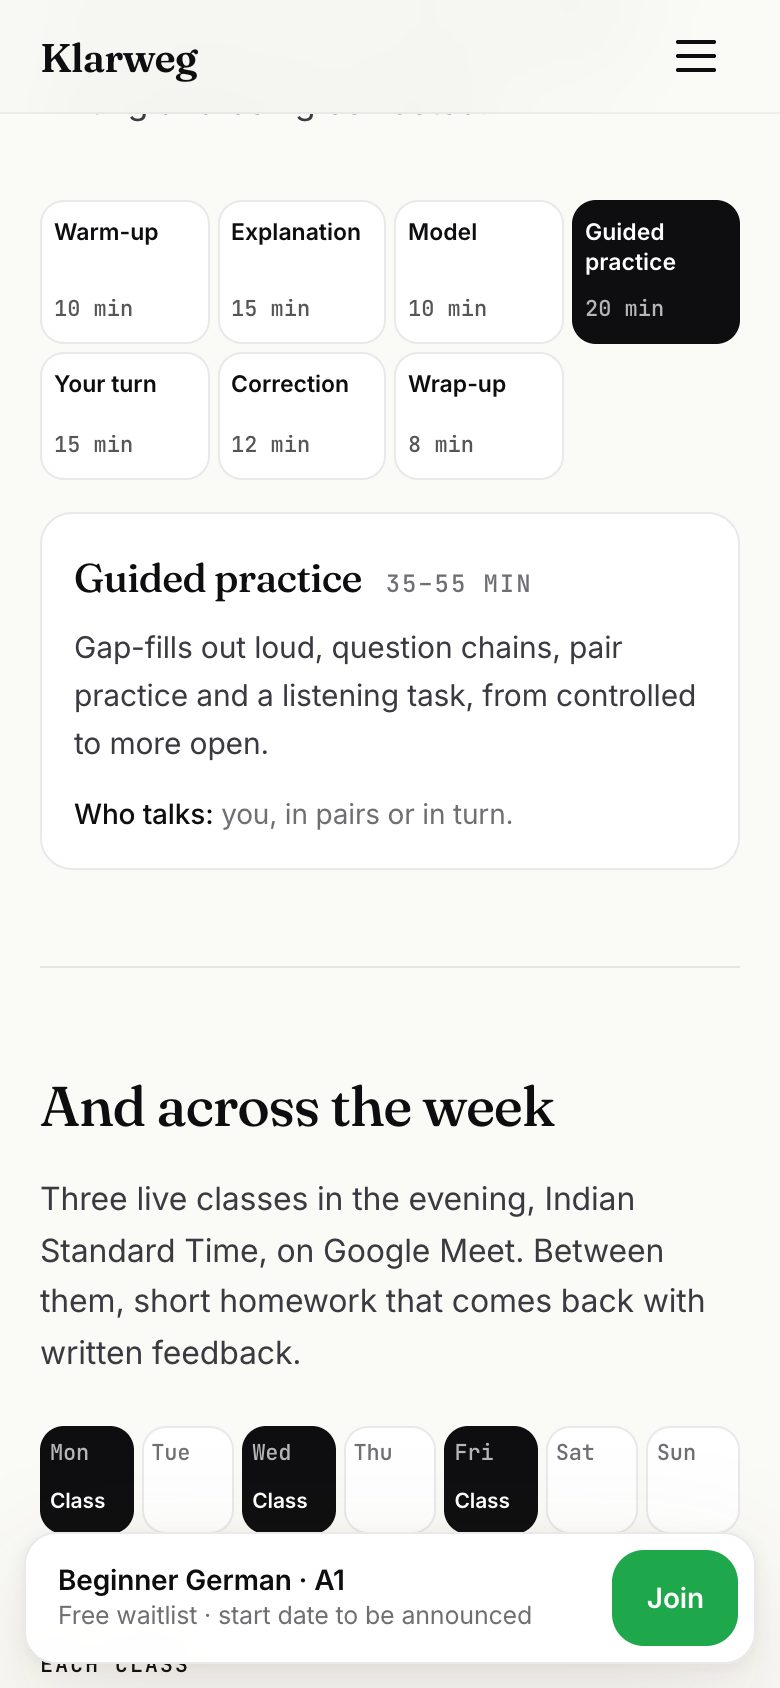 Klarweg
Warm-up
10 min
Explanation
15 min
Model
10 min
Guided
practice
20 min
Your turn
15 min
Correction
12 min
Wrap-up
8 min
Guided practice 35–55 MIN
Gap-fills out loud, question chains, pair
practice and a listening task, from controlled
to more open.
Who talks: you, in pairs or in turn.
And across the week
Three live classes in the evening, Indian
Standard Time, on Google Meet. Between
them, short homework that comes back with
written feedback.
Mon Tue Wed Thu Fri Sat Sun
Class Class Class
Beginner German · A1
Free waitlist · start date to be announced
Join
EACH CLASS